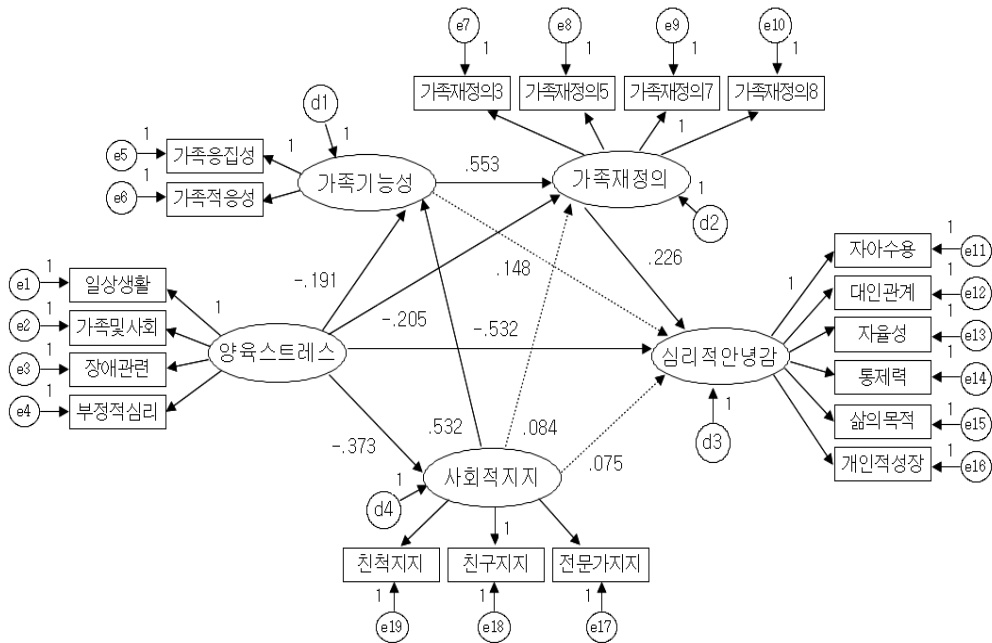 e7
e8
e9
e10
1
1
1
1
가족재정의3
가족재정의5
가족재정의7
가족재정의8
d1
1
1
e5
1
가족응집성
1
e6
1
가족적응성
가족기능성
.553
가족재정의
1
d2
-.191
-.205
.148
.226
-.532
e1
1
일상생활
1
e2
1
가족및사회
e3
1
장애관련
e4
1
부정적심리
양육스트레스
심리적안녕감
1
d3
1
자아수용
1
e11
대인관계
1
e12
자율성
1
e13
통제력
1
e14
삶의목적
1
e15
개인적성장
1
e16
-.373
.532
.084
.075
사회적지지
1
d4
1
친척지지
친구지지
전문가지지
1
1
1
e19
e18
e17